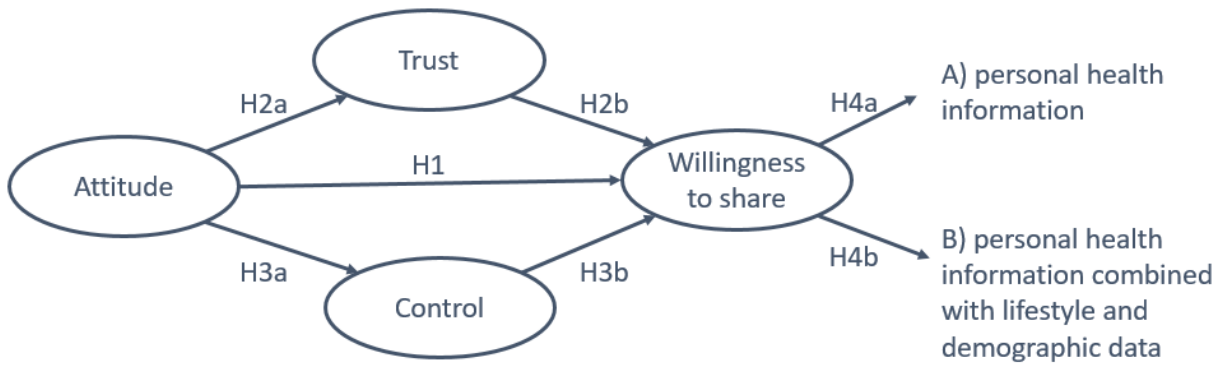 Trust
A) personal health
information
H2a
H2b
H4a
Attitude
H1
Willingness
to share
H3a
H3b
H4b
Control
B) personal health
information combined
with lifestyle and
demographic data